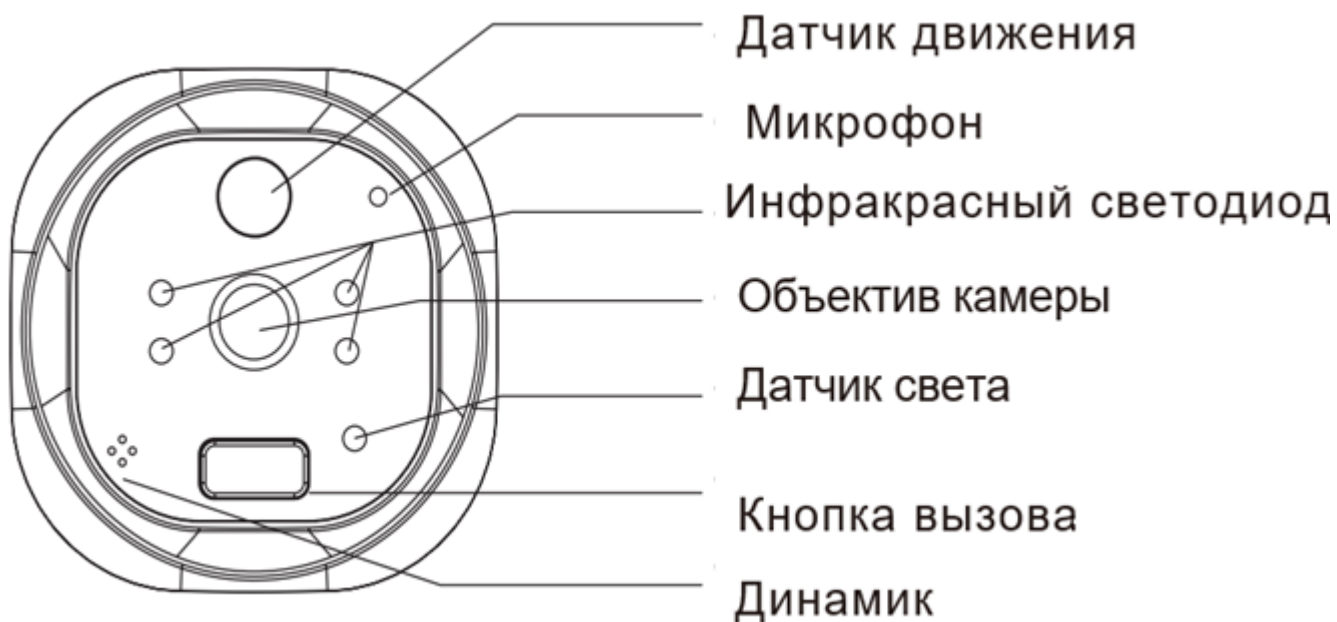 Датчик движения
Микрофон
Инфракрасный светодиод
Объектив камеры
Датчик света
Кнопка вызова
Динамик